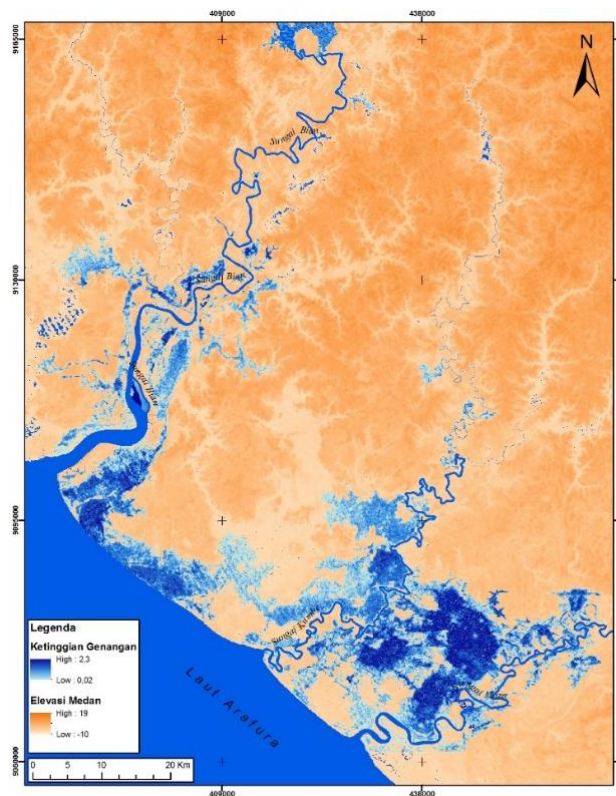 409000 438000
9165000
N
Sungai Bian
9130000
Sungai Bian
Sungai Bian
9095000
Sungai
Laut Arafura
Legenda
Ketinggian Genangan
High : 2,3
Low : 0,02
Elevasi Medan
High : 19
Low : -10
0 5 10 20 Km
9060000
409000 438000